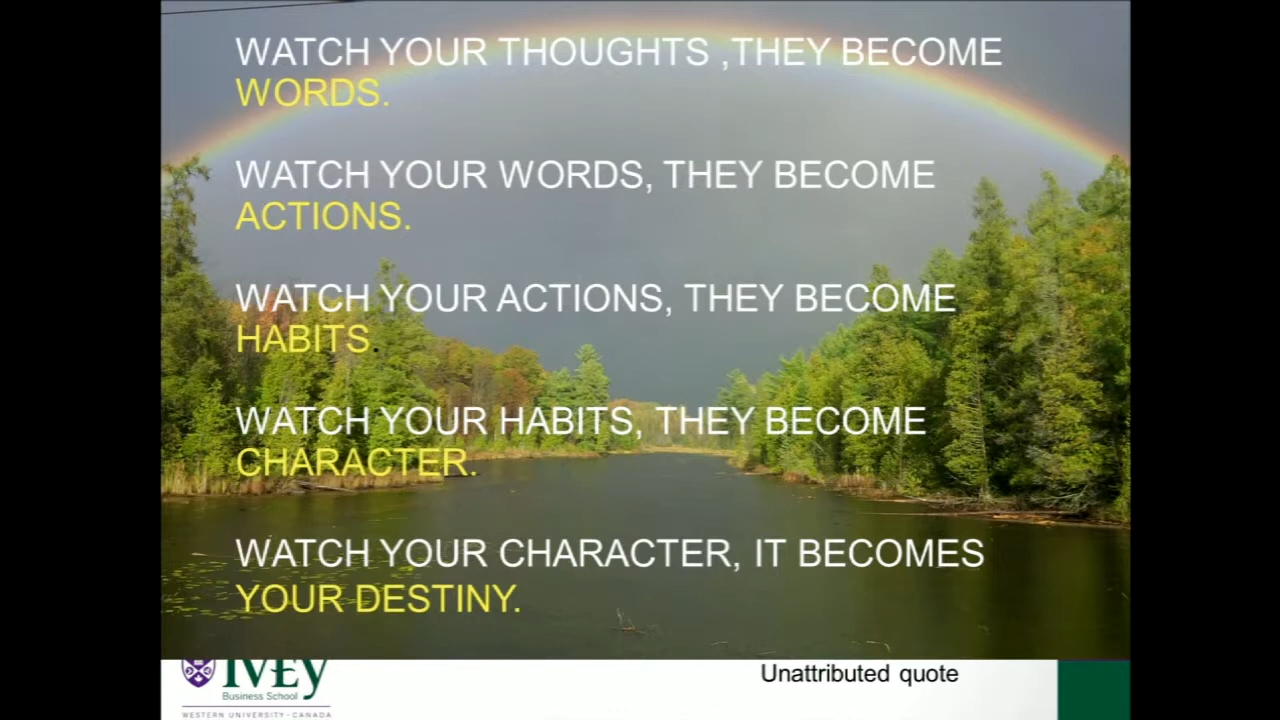 WATCH YOUR THOUGHTS ,THEY BECOME
WORDS.
WATCH YOUR WORDS, THEY BECOME
ACTIONS.
WATCH YOUR ACTIONS, THEY BECOME
HABITS.
WATCH YOUR HABITS, THEY BECOME
CHARACTER.
WATCH YOUR CHARACTER, IT BECOMES
YOUR DESTINY.
IVEY
Business School
WESTERN UNIVERSITY · CANADA
Unattributed quote